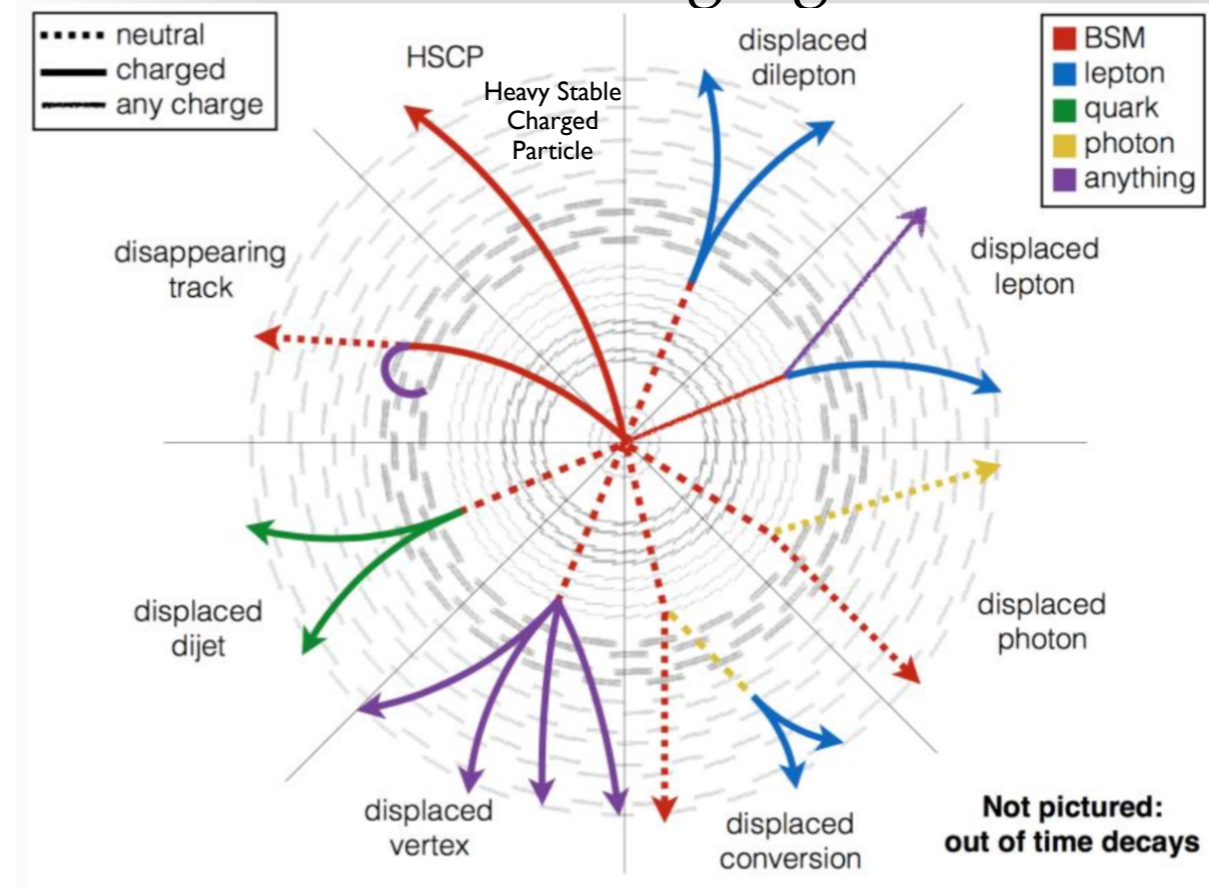 neutral
charged
any charge
HSCP
Heavy Stable
Charged
Particle
displaced
dilepton
BSM
lepton
quark
photon
anything
disappearing
track
displaced
lepton
displaced
dijet
displaced
photon
displaced
vertex
displaced
conversion
Not pictured:
out of time decays